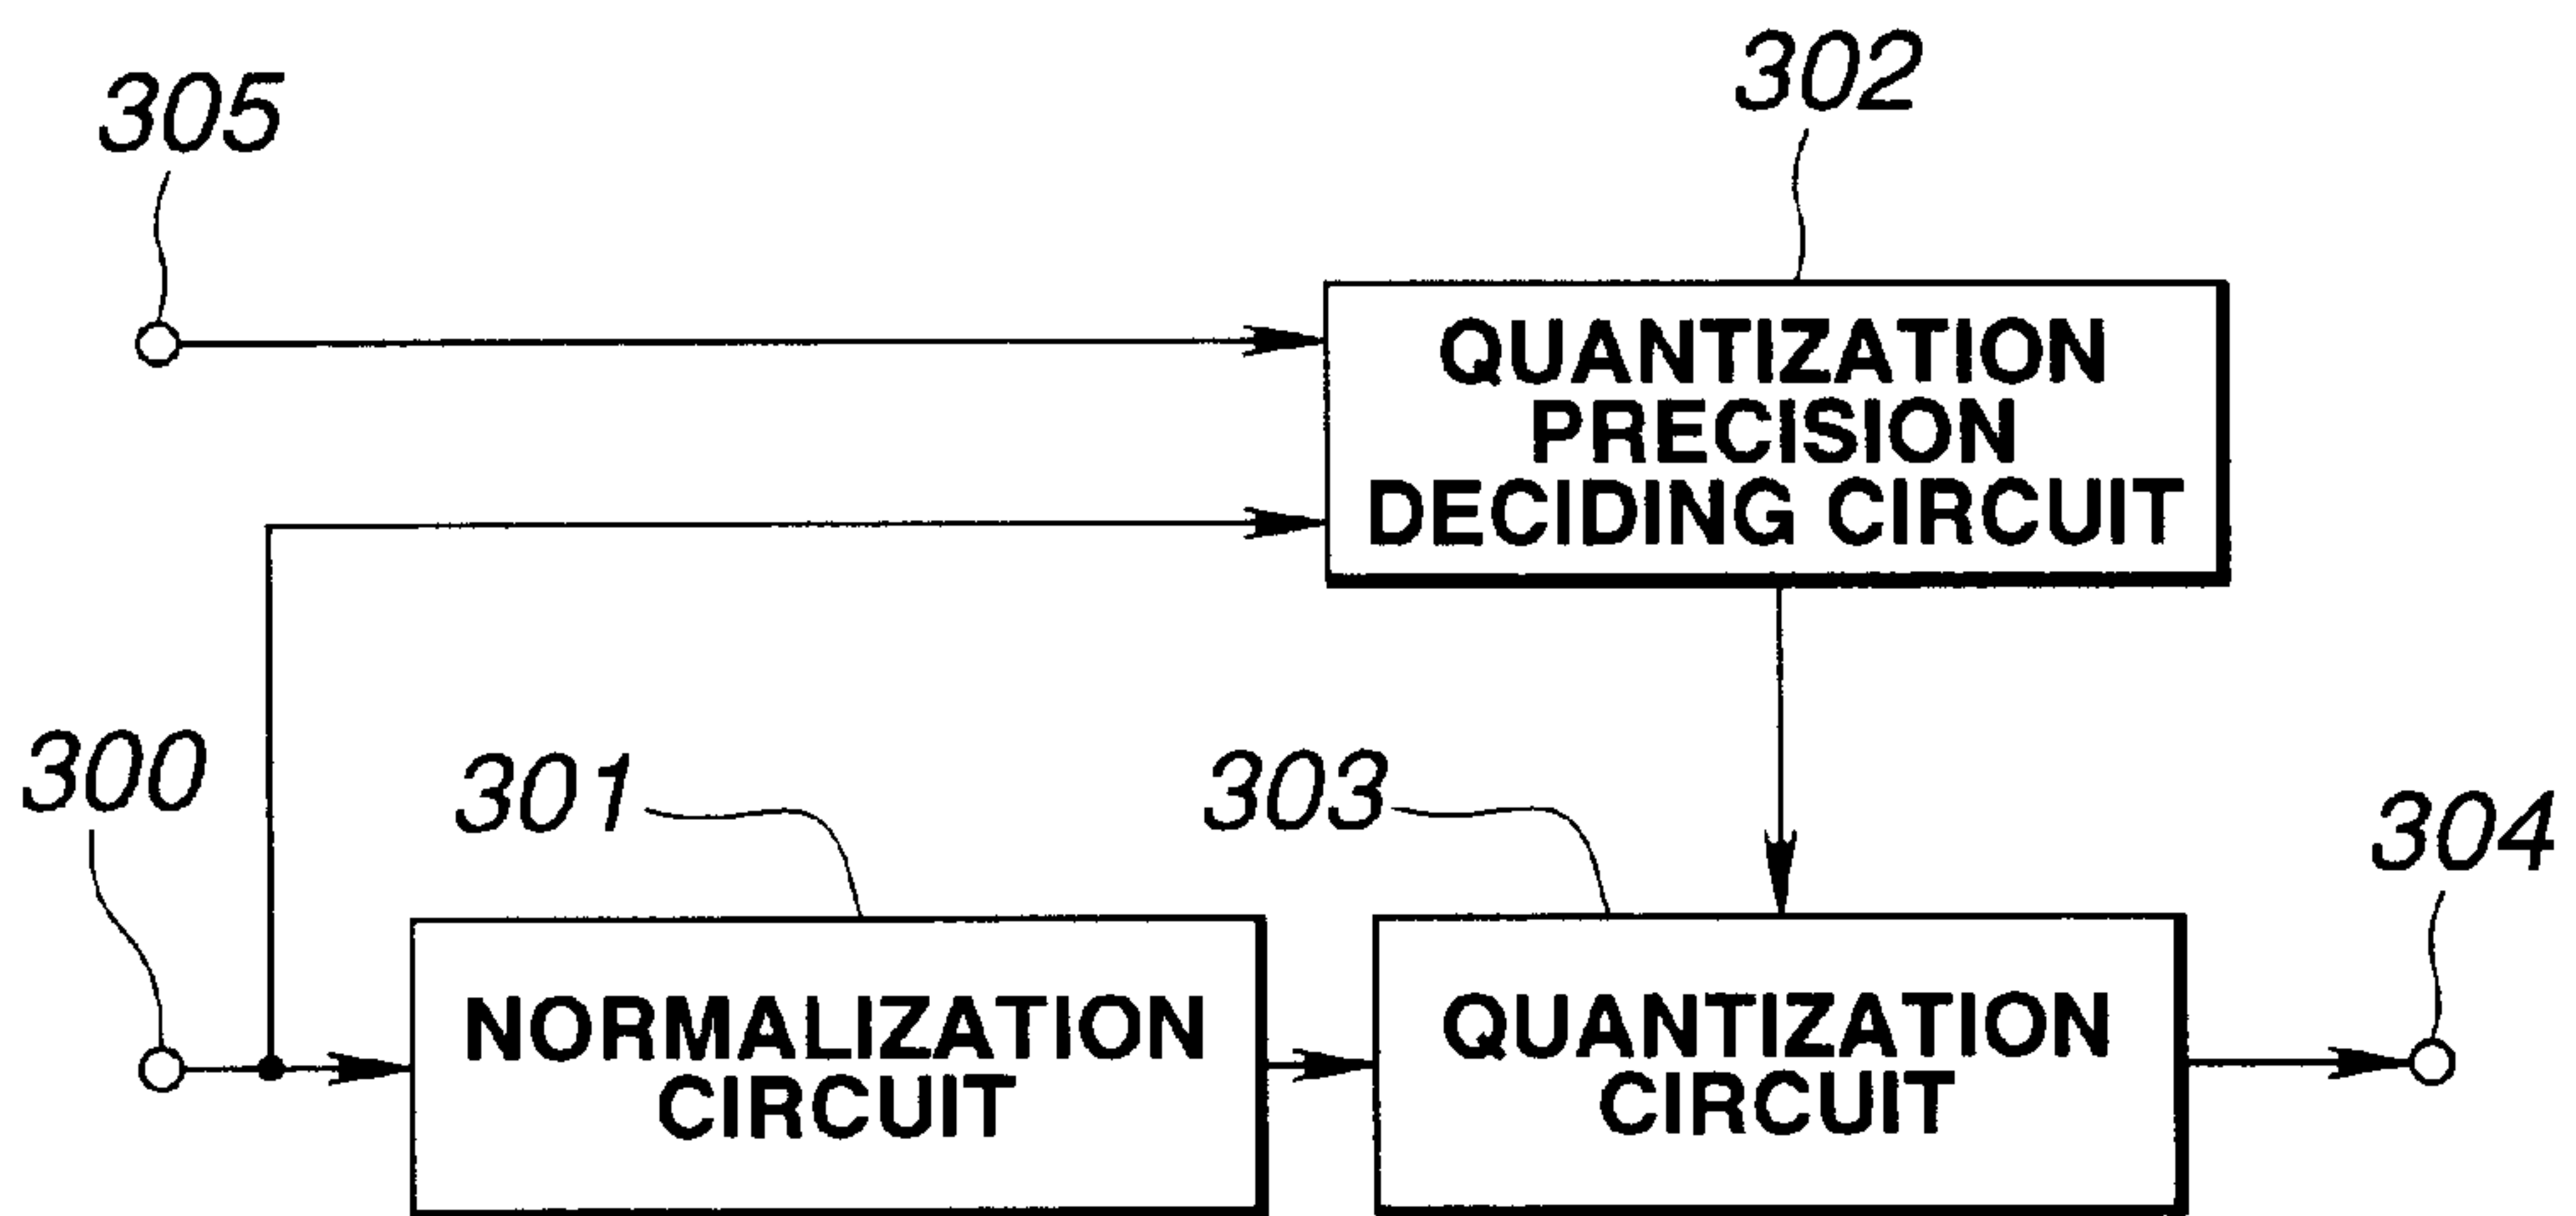 305
302
QUANTIZATION
PRECISION
DECIDING CIRCUIT
300
301
303
304
NORMALIZATION
CIRCUIT
QUANTIZATION
CIRCUIT